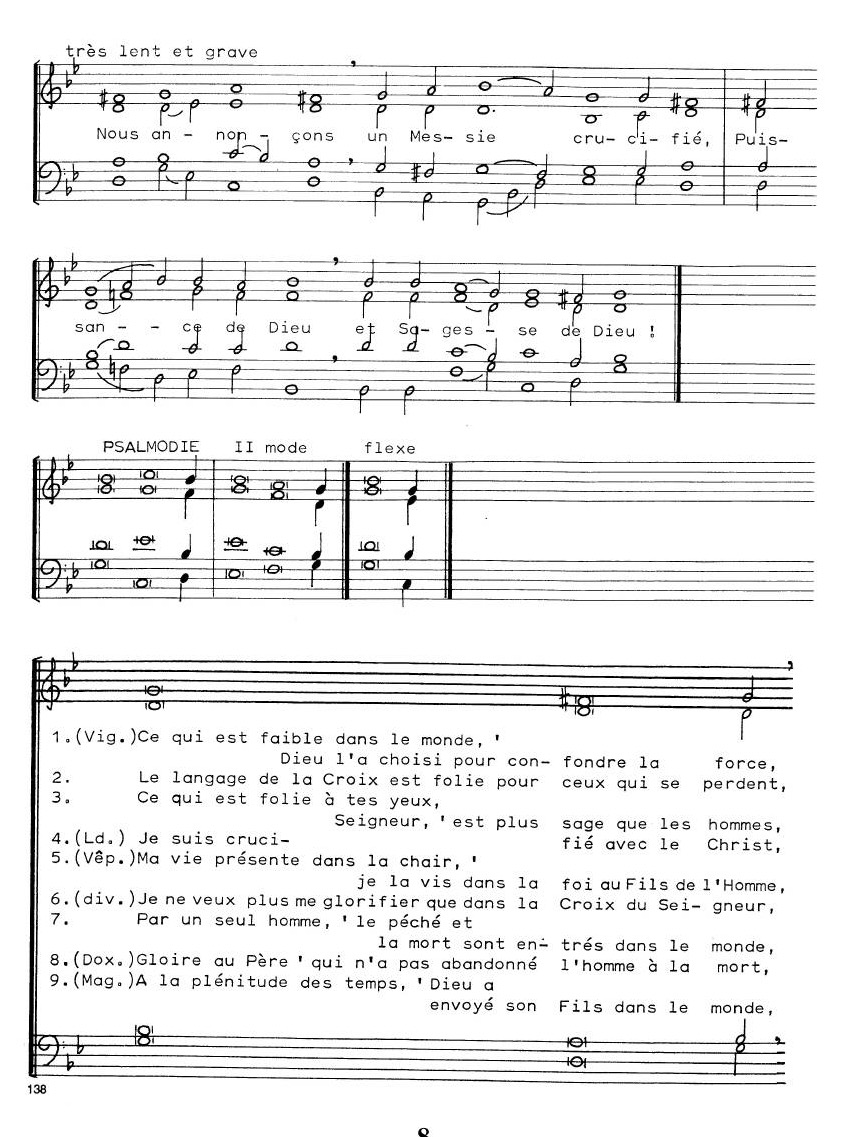 très lent et grave
Nous an - non - çons un Mes- sie cru- ci- fié, Puis-
san - - ce de Dieu et Sa- ges - se de Dieu !
PSALMODIE II mode flexe
1.(Vig.)Ce qui est faible dans le monde, '
Dieu l'a choisi pour con- fondre la force,
2. Le langage de la Croix est folie pour ceux qui se perdent,
3. Ce qui est folie à tes yeux,
Seigneur, 'est plus sage que les hommes,
4.(Ld.) Je suis cruci- fié avec le Christ,
5.(Vêp.)Ma vie présente dans la chair, '
je la vis dans la foi au Fils de l'Homme,
6.(div.)Je ne veux plus me glorifier que dans la Croix du Sei- gneur,
7. Par un seul homme, ' le péché et
la mort sont en- trés dans le monde,
8.(Dox.)Gloire au Père ' qui n'a pas abandonné l'homme à la mort,
9.(Mag.)A la plénitude des temps, 'Dieu a
envoyé son Fils dans le monde,
138
8